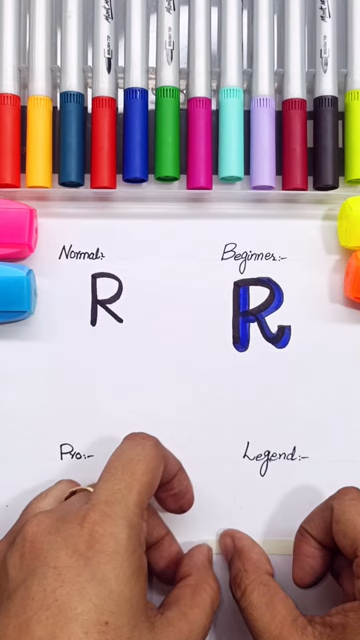 Normal:-
Beginner:-
R
R
Pro:-
Legend:-